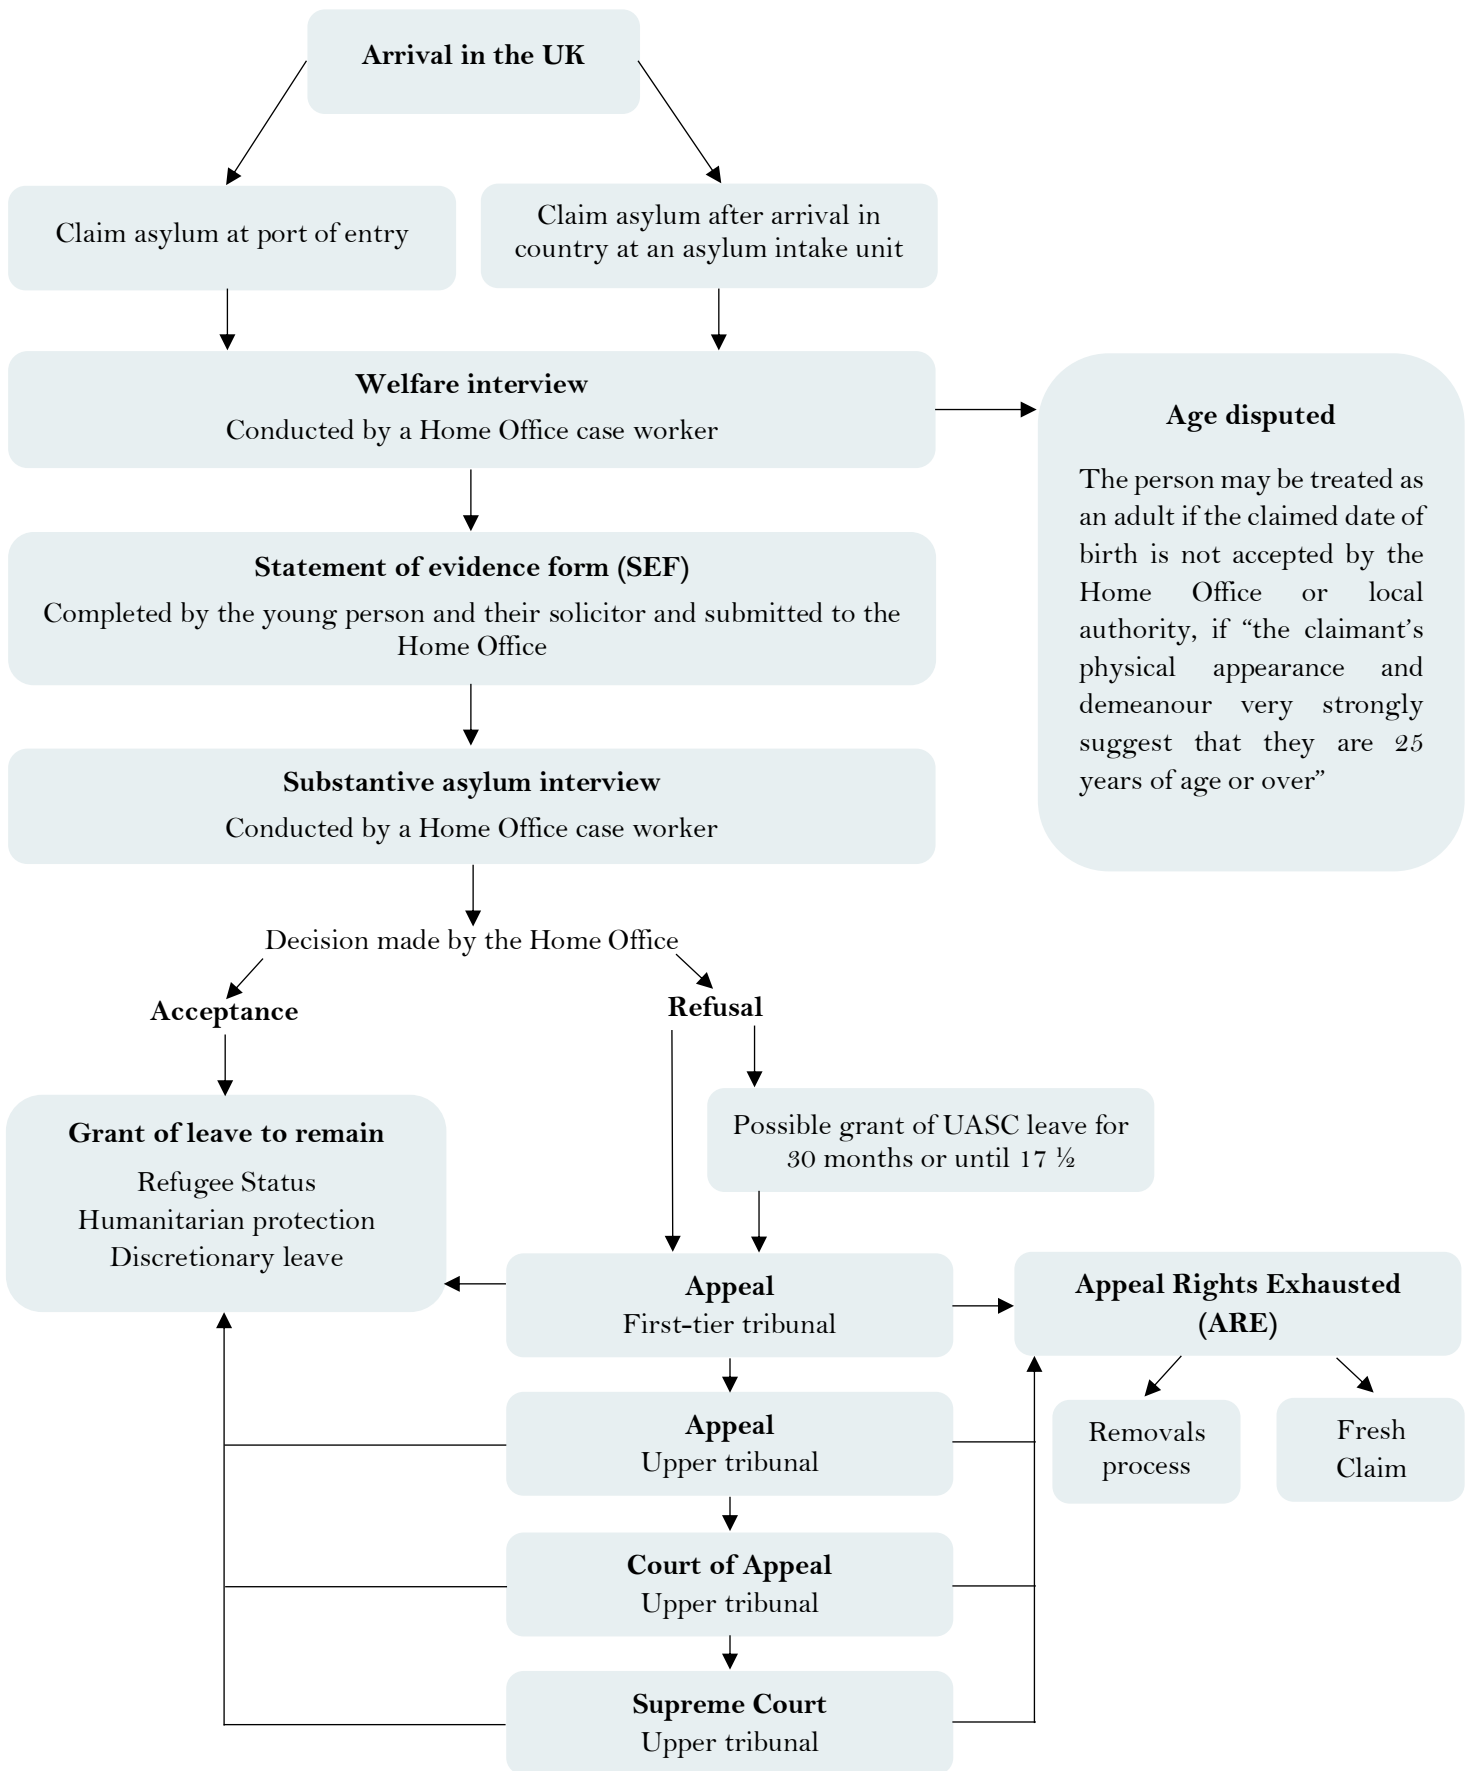 Arrival in the UK
Claim asylum at port of entry
Claim asylum after arrival in
country at an asylum intake unit
Welfare interview
Conducted by a Home Office case worker
Age disputed
The person may be treated as
an adult if the claimed date of
birth is not accepted by the
Home Office or local
authority, if “the claimant’s
physical appearance and
demeanour very strongly
suggest that they are 25
years of age or over”
Statement of evidence form (SEF)
Completed by the young person and their solicitor and submitted to the
Home Office
Substantive asylum interview
Conducted by a Home Office case worker
Decision made by the Home Office
Acceptance
Refusal
Grant of leave to remain
Refugee Status
Humanitarian protection
Discretionary leave
Possible grant of UASC leave for
30 months or until 17 ½
Appeal
First-tier tribunal
Appeal Rights Exhausted
(ARE)
Removals
process
Fresh
Claim
Appeal
Upper tribunal
Court of Appeal
Upper tribunal
Supreme Court
Upper tribunal